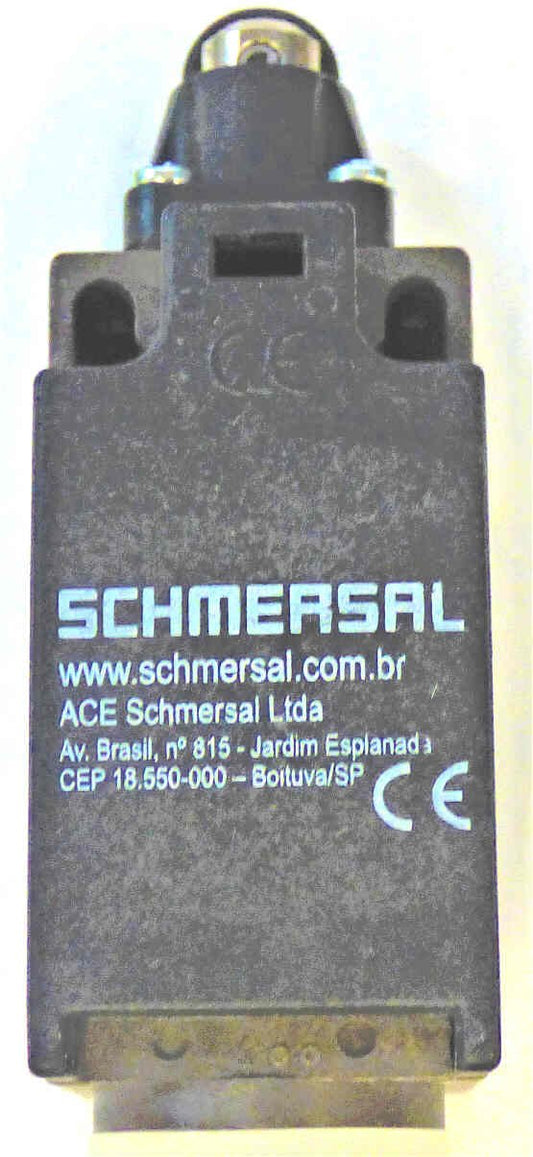 CE
SCHMERSAL
www.schmersal.com.br
ACE Schmersal Ltda
Av. Brasil, nº 815 - Jardim Esplanada
CEP 18.550-000 – Boituva/SP
CE